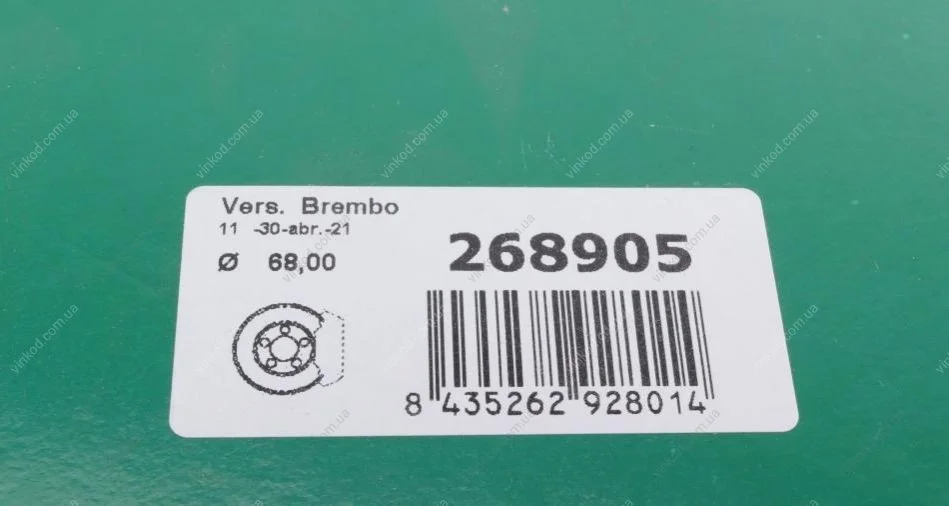 Vers. Brembo
11 -30-abr.-21
Ø 68,00
268905
8 435262 928014
vinkod.com.ua